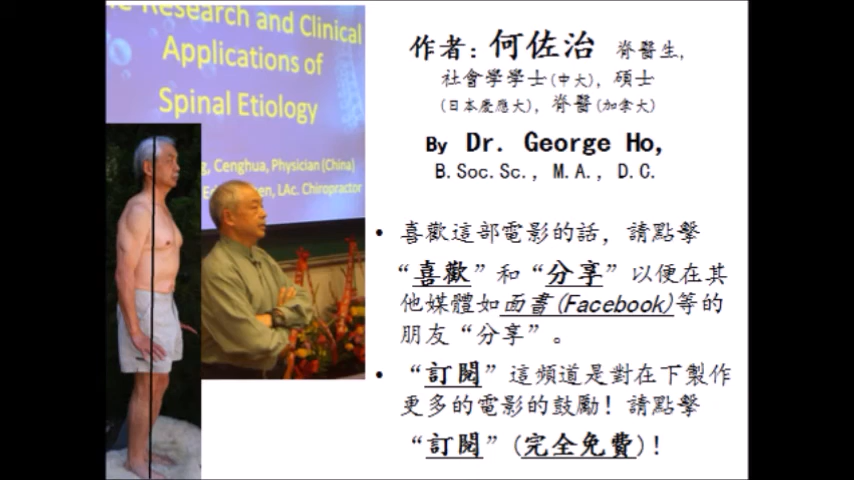 Research and Clinical
Applications of
Spinal Etiology
Cenghua, Physician (China)
LAc. Chiropractor
作者: 何佐治 脊醫生,
社會學學士(中大), 碩士
(日本慶應大), 脊醫(加拿大)
By Dr. George Ho,
B.Soc.Sc., M.A., D.C.
• 喜歡這部電影的話, 請點擊
“喜歡”和“分享”以便在其
他媒體如面書(Facebook)等的
朋友“分享”。
• “訂閱”這頻道是對在下製作
更多的電影的鼓勵! 請點擊
“訂閱”(完全免費)!